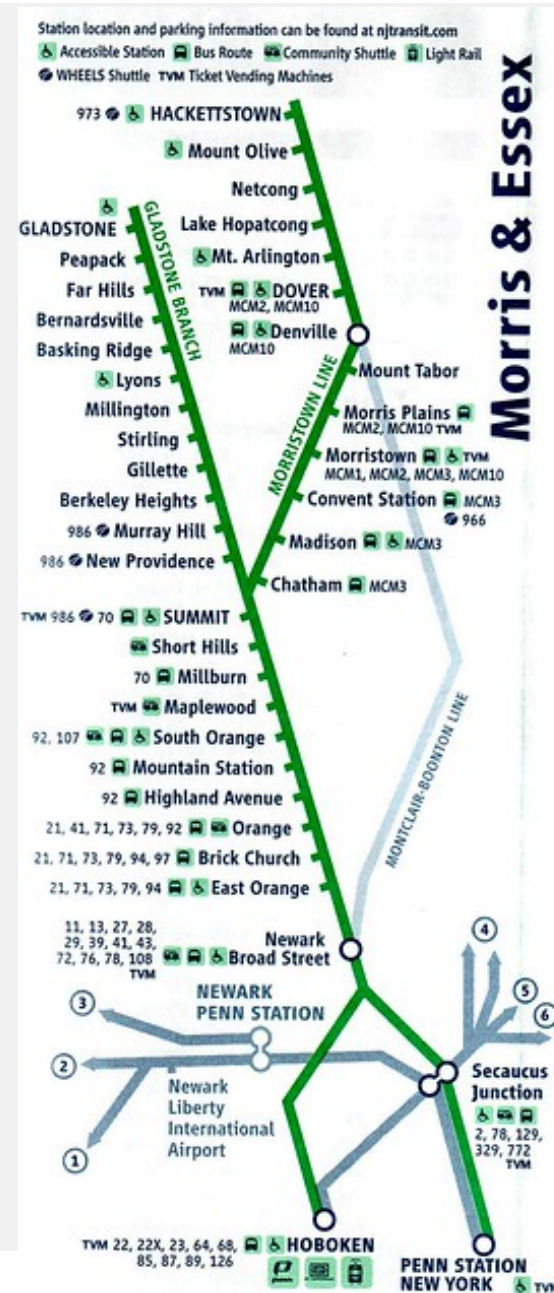 Station location and parking information can be found at njtransit.com
Accessible Station Bus Route Community Shuttle Light Rail
WHEELS Shuttle TVM Ticket Vending Machines
Morris & Essex
973 HACKETTSTOWN
Mount Olive
Netcong
Lake Hopatcong
Mt. Arlington
TVM DOVER
MCM2, MCM10
Denville
MCM10
GLADSTONE
Peapack
Far Hills
Bernardsville
Basking Ridge
Lyons
Millington
Stirling
Gillette
Berkeley Heights
986 Murray Hill
986 New Providence
GLADSTONE BRANCH
MORRISTOWN LINE
Mount Tabor
Morris Plains
MCM2, MCM10 TVM
Morristown TVM
MCM1, MCM2, MCM3, MCM10
Convent Station MCM3
966
Madison MCM3
Chatham MCM3
TVM 986 70 SUMMIT
Short Hills
70 Millburn
TVM Maplewood
92, 107 South Orange
92 Mountain Station
92 Highland Avenue
21, 41, 71, 73, 79, 92 Orange
21, 71, 73, 79, 94, 97 Brick Church
21, 71, 73, 79, 94 East Orange
MONTCLAIR-BOONTON LINE
11, 13, 27, 28,
29, 39, 41, 43,
72, 76, 78, 108
TVM
Newark
Broad Street
NEWARK
PENN STATION
3
2
1
4
5
6
Newark
Liberty
International
Airport
Secaucus
Junction
2, 78, 129,
329, 772
TVM
TVM 22, 22X, 23, 64, 68, HOBOKEN
85, 87, 89, 126
PENN STATION
NEW YORK TVM